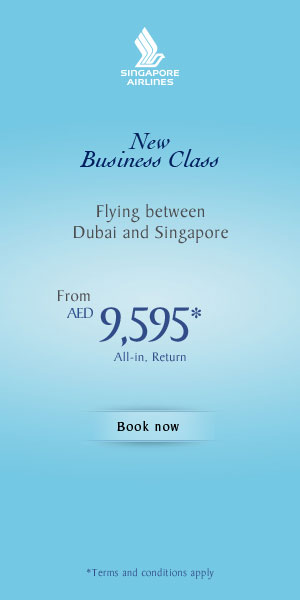 SINGAPORE
AIRLINES
New
Business Class
Flying between
Dubai and Singapore
From
AED 9,595*
All-in, Return
Book now
*Terms and conditions apply